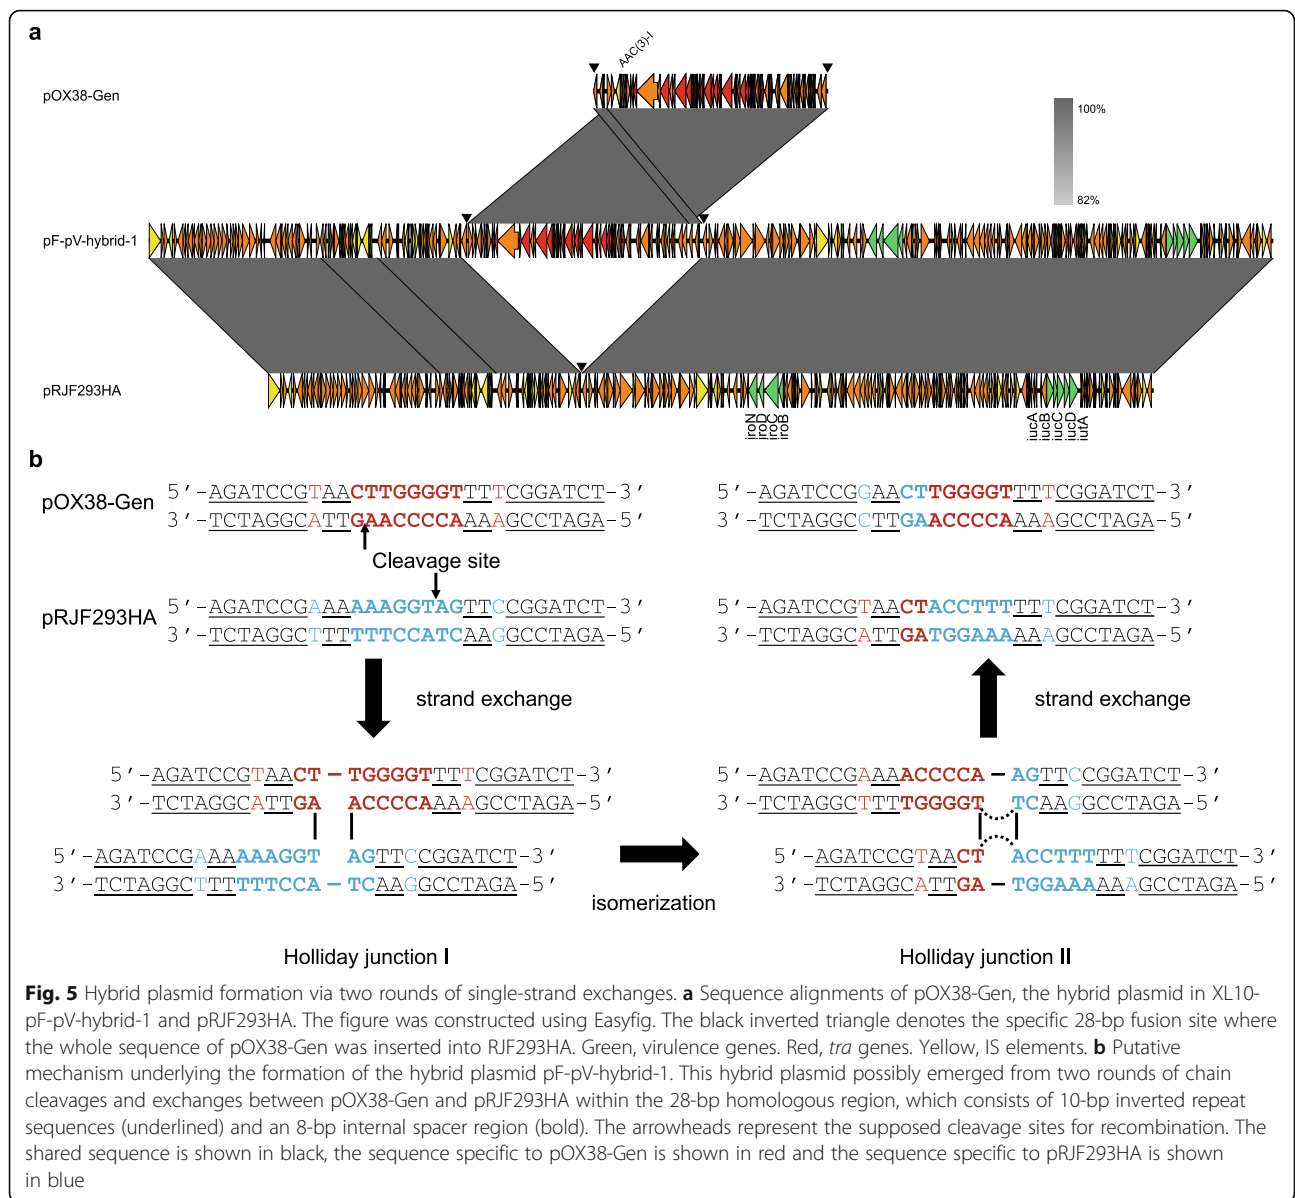 a
AAC(3)-I
pOX38-Gen
100%
82%
pF-pV-hybrid-1
pRJF293HA
iroN
iroD
iroC
iroB
iucA
iucB
iucC
iucD
iutA
b
pOX38-Gen
5′-AGATCCGTAACTTGGGGTTTTCGGATCT-3′
3′-TCTAGGCATTGAACCCCAAAAGCCTAGA-5′
5′-AGATCCGGAACTTGGGGTTTTCGGATCT-3′
3′-TCTAGGCCTTGAACCCCAAAAGCCTAGA-5′
Cleavage site
pRJF293HA
5′-AGATCCGAAAAAAGGTAGTTCCGGATCT-3′
3′-TCTAGGCTTTTTTCCATCAAGGCCTAGA-5′
5′-AGATCCGTAACTACCTTTTTTCGGATCT-3′
3′-TCTAGGCATTGATGGAAAAAAGCCTAGA-5′
strand exchange
strand exchange
5′-AGATCCGTAACT–TGGGGTTTTCGGATCT-3′
3′-TCTAGGCATTGA ACCCCAAAAGCCTAGA-5′
5′-AGATCCGAAAAAAGGT AGTTCCGGATCT-3′
3′-TCTAGGCTTTTTTCCA–TCAAGGCCTAGA-5′
Holliday junction I
isomerization
5′-AGATCCGAAAACCCCA–AGTTCCGGATCT-3′
3′-TCTAGGCTTTTGGGGT TCAAGGCCTAGA-5′
5′-AGATCCGTAACT ACCTTTTTTCGGATCT-3′
3′-TCTAGGCATTGA–TGGAAAAAAGCCTAGA-5′
Holliday junction II
Fig. 5 Hybrid plasmid formation via two rounds of single-strand exchanges. a Sequence alignments of pOX38-Gen, the hybrid plasmid in XL10-
pF-pV-hybrid-1 and pRJF293HA. The figure was constructed using Easyfig. The black inverted triangle denotes the specific 28-bp fusion site where
the whole sequence of pOX38-Gen was inserted into RJF293HA. Green, virulence genes. Red, tra genes. Yellow, IS elements. b Putative
mechanism underlying the formation of the hybrid plasmid pF-pV-hybrid-1. This hybrid plasmid possibly emerged from two rounds of chain
cleavages and exchanges between pOX38-Gen and pRJF293HA within the 28-bp homologous region, which consists of 10-bp inverted repeat
sequences (underlined) and an 8-bp internal spacer region (bold). The arrowheads represent the supposed cleavage sites for recombination. The
shared sequence is shown in black, the sequence specific to pOX38-Gen is shown in red and the sequence specific to pRJF293HA is shown
in blue